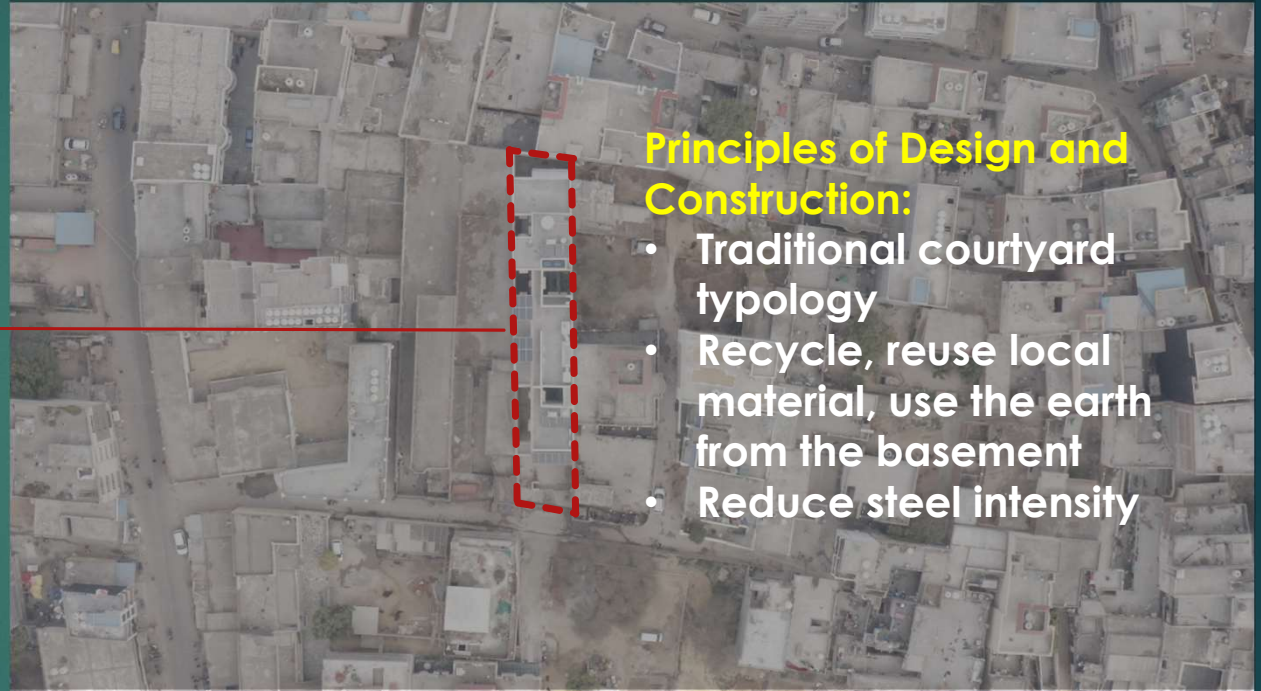 Principles of Design and
Construction:
• Traditional courtyard
typology
• Recycle, reuse local
material, use the earth
from the basement
• Reduce steel intensity